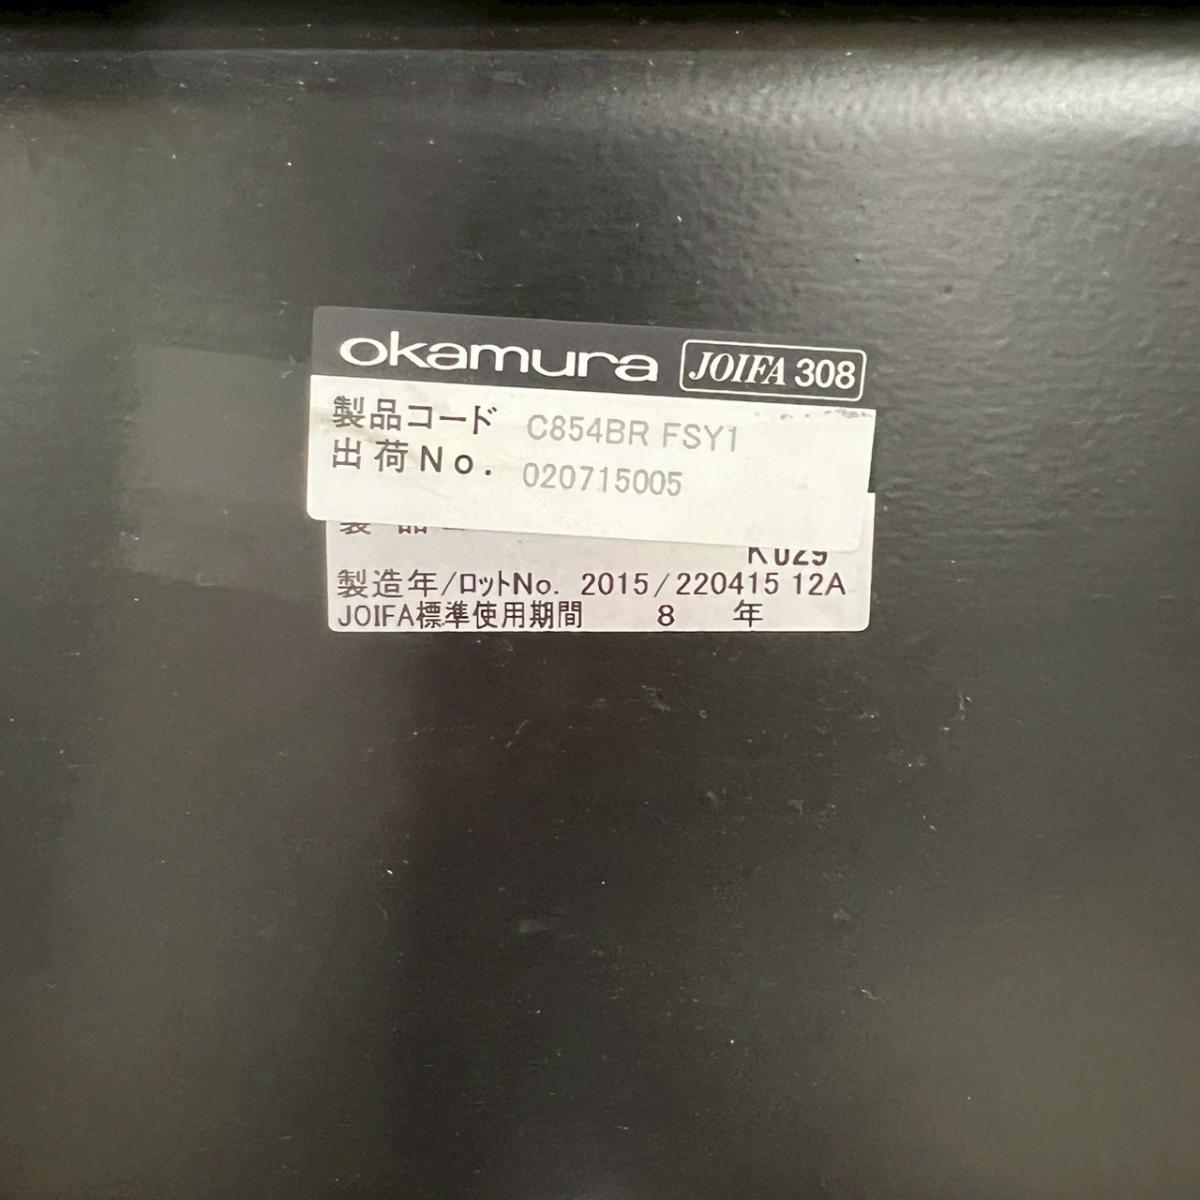 okamura JOIFA 308
製品コード C854BR FSY1
出荷No. 020715005
製造年/ロットNo. 2015/220415 12A
JOIFA標準使用期間 8 年